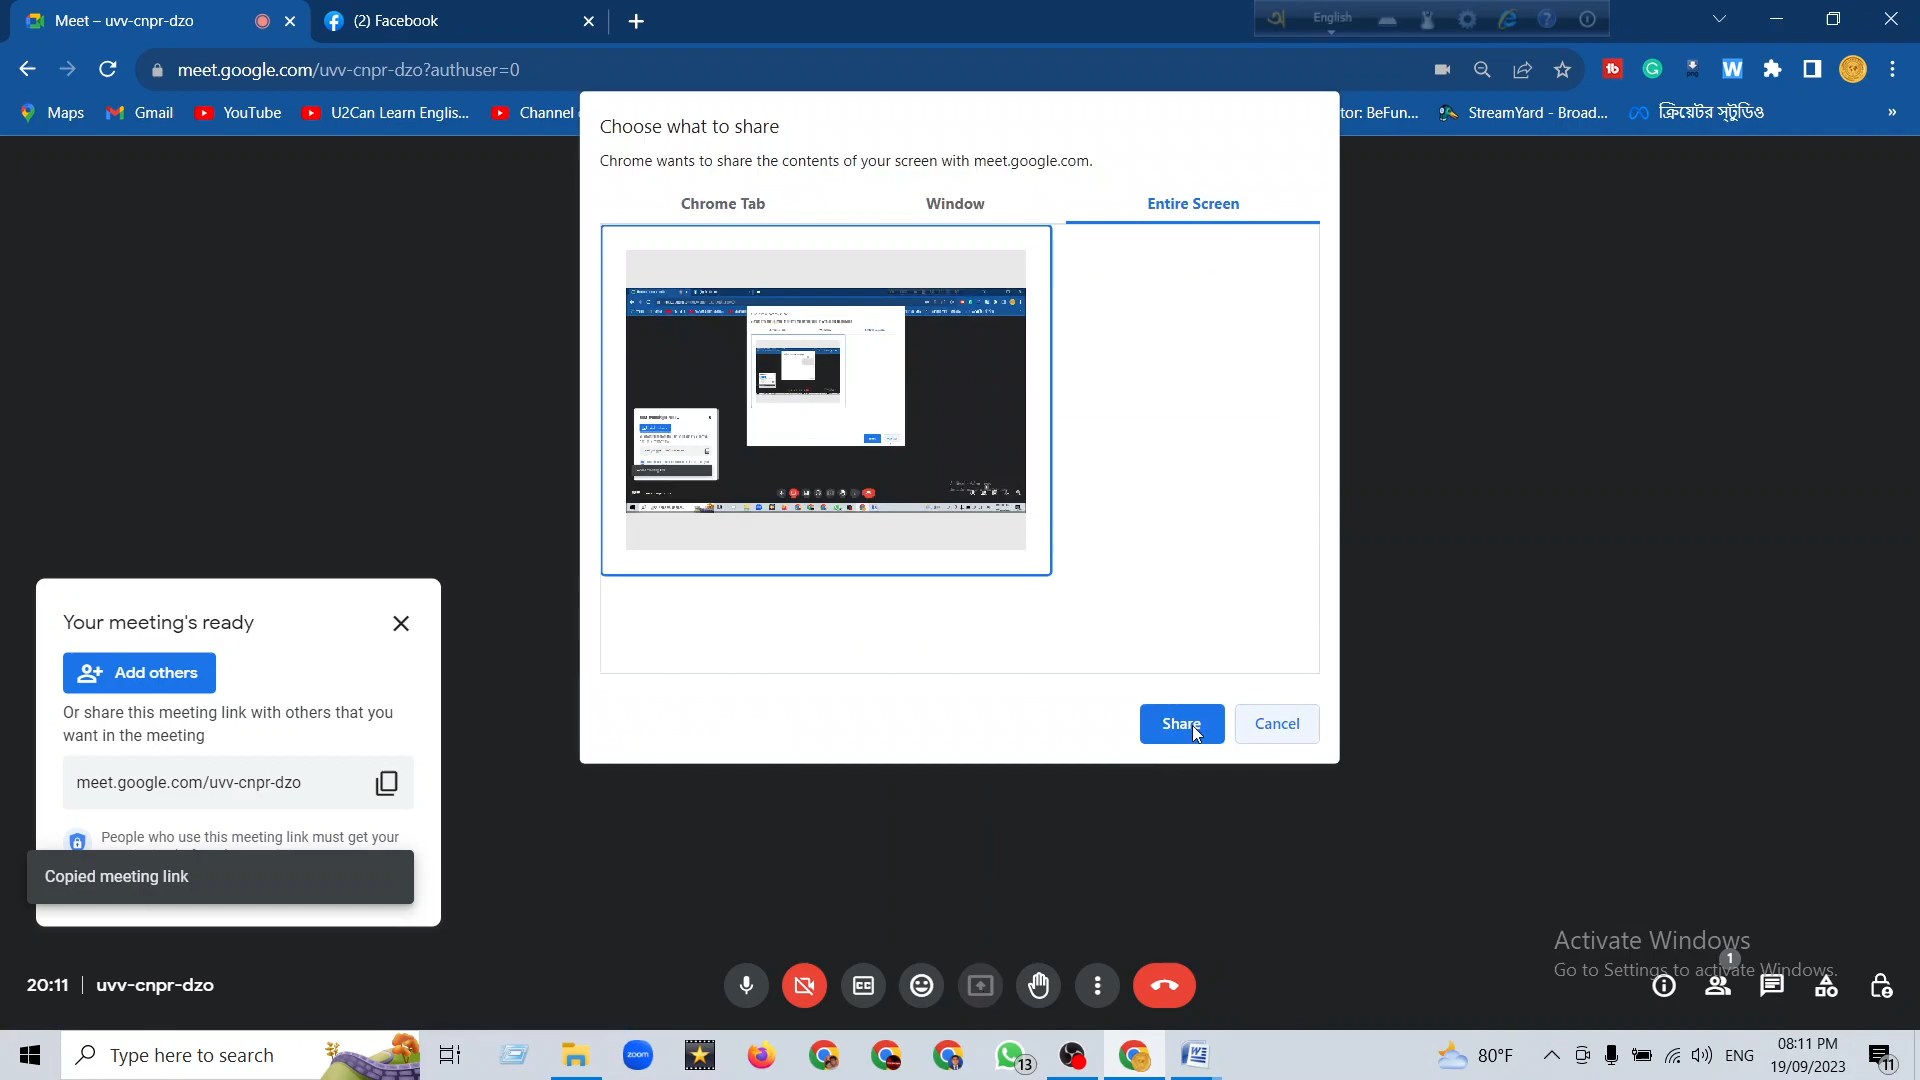 Meet – uvv-cnpr-dzo
(2) Facebook
English
meet.google.com/uvv-cnpr-dzo?authuser=0
Maps
Gmail
YouTube
U2Can Learn Englis...
Channel
tor: BeFun...
StreamYard - Broad...
ক্রিয়েটর স্টুডিও
»
Choose what to share
Chrome wants to share the contents of your screen with meet.google.com.
Chrome Tab
Window
Entire Screen
Share
Cancel
Your meeting's ready
Add others
Or share this meeting link with others that you
want in the meeting
meet.google.com/uvv-cnpr-dzo
People who use this meeting link must get your
Copied meeting link
Activate Windows
Go to Settings to activate Windows.
1
20:11 | uvv-cnpr-dzo
CC
Type here to search
zoom
13
80°F
ENG
08:11 PM
19/09/2023
11